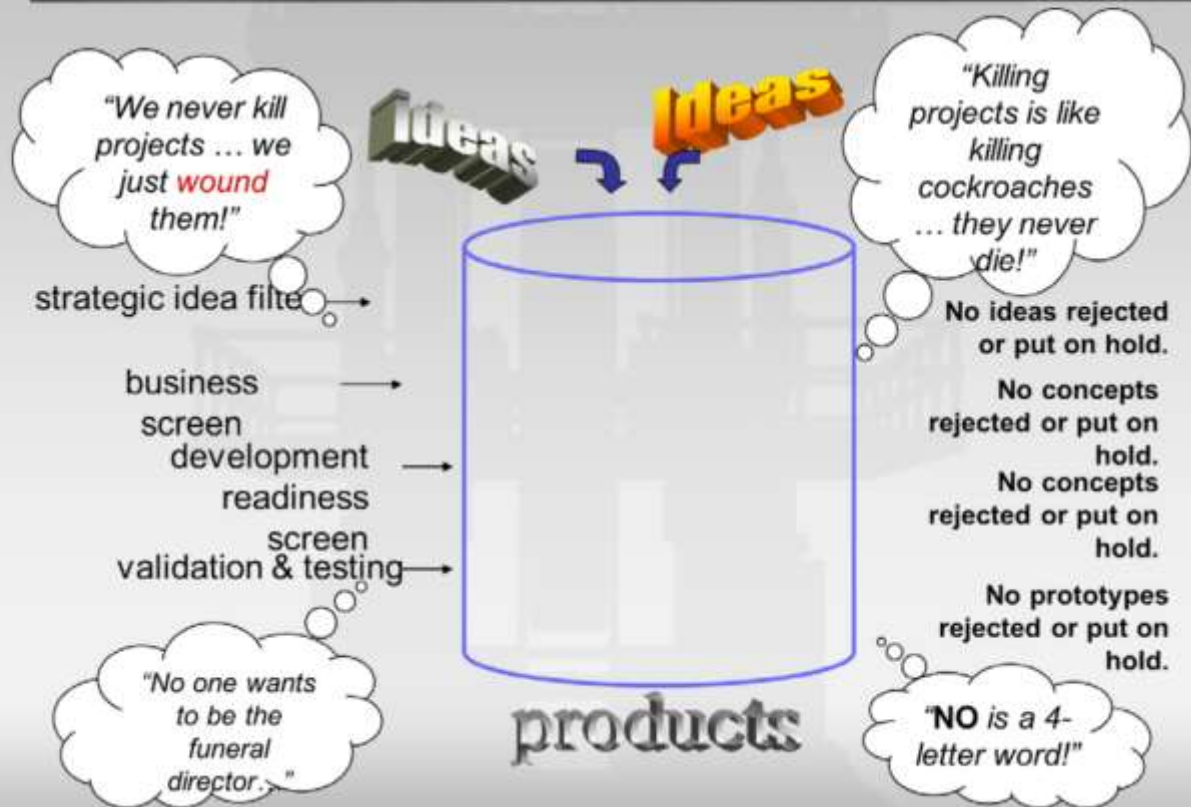 "We never kill
projects ... we
just wound
them!"
Ideas
Ideas
"Killing
projects is like
killing
cockroaches
... they never
die!"
strategic idea filte
No ideas rejected
or put on hold.
business
screen
No concepts
rejected or put on
hold.
development
readiness
screen
No concepts
rejected or put on
hold.
validation & testing
No prototypes
rejected or put on
hold.
"No one wants
to be the
funeral
director..."
products
"NO is a 4-
letter word!"